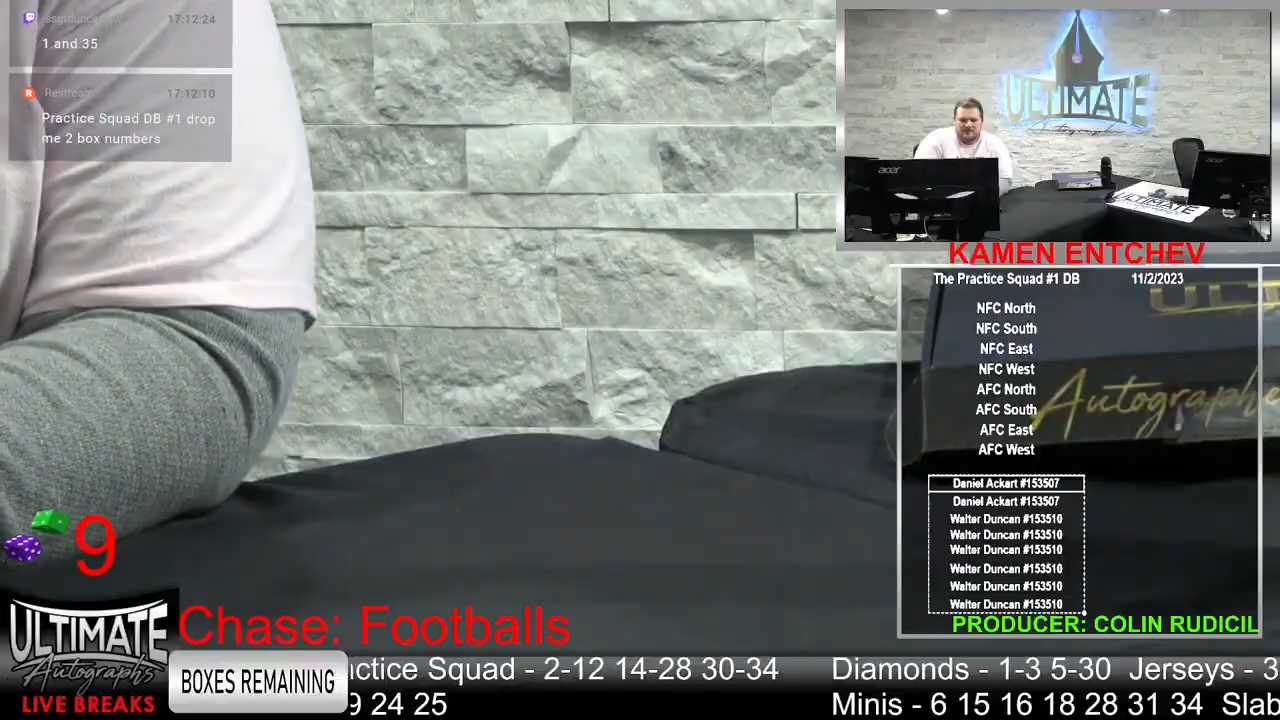 17:12:24
1 and 35
Restream
17:12:10
Practice Squad DB #1 drop
me 2 box numbers
ULTIMATE
Autographs
acer
acer
ULTIMATE
KAMEN ENTCHEV
The Practice Squad #1 DB 11/2/2023
NFC North
NFC South
NFC East
NFC West
AFC North
AFC South
AFC East
AFC West
Autographs
Daniel Ackart #153507
Daniel Ackart #153507
Walter Duncan #153510
Walter Duncan #153510
Walter Duncan #153510
Walter Duncan #153510
Walter Duncan #153510
Walter Duncan #153510
PRODUCER: COLIN RUDICIL
9
Chase: Footballs
ULTIMATE
Autographs
LIVE BREAKS
BOXES REMAINING
actice Squad - 2-12 14-28 30-34 Diamonds - 1-3 5-30 Jerseys - 3
9 24 25 Minis - 6 15 16 18 28 31 34 Slab